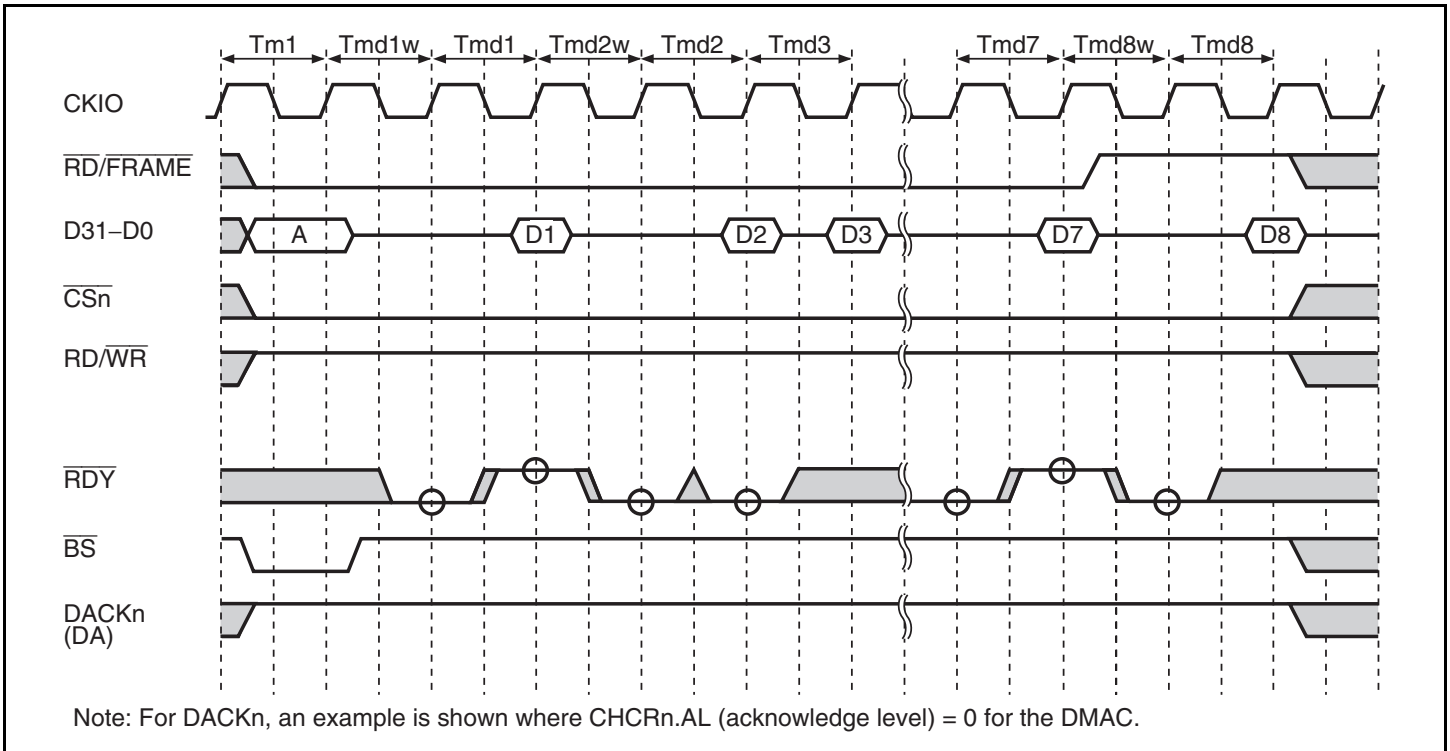 Tm1 Tmd1w Tmd1 Tmd2w Tmd2 Tmd3 Tmd7 Tmd8w Tmd8
CKIO
RD/FRAME
D31–D0 A D1 D2 D3 D7 D8
CSn
RD/WR
RDY
BS
DACKn
(DA)
Note: For DACKn, an example is shown where CHCRn.AL (acknowledge level) = 0 for the DMAC.